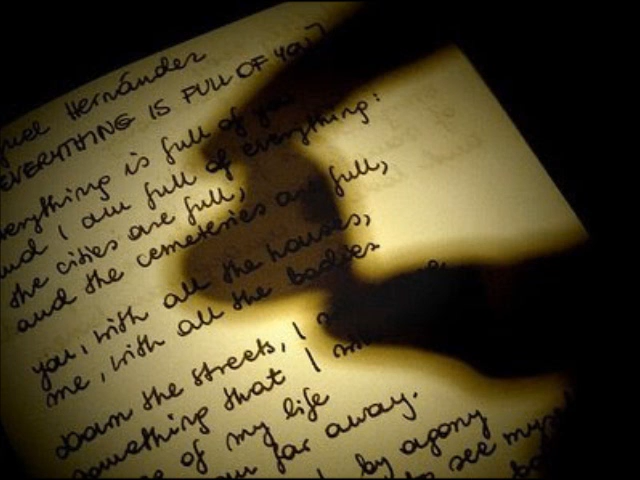 Hernández
EVERYTHING IS FULL OF YOU
everything is full of you
and I am full of everything:
the cities are full,
and the cemeteries are full,
you, with all the houses,
me, with all the bodies
Down the streets, I
something that I
of my life
far away.
by agony
to see myself